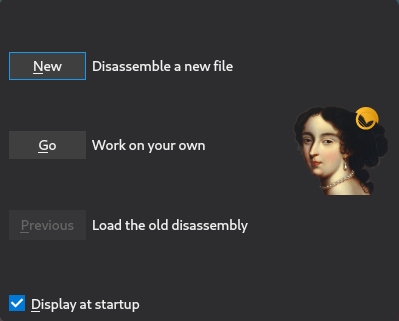 New Disassemble a new file
Go Work on your own
Previous Load the old disassembly
Display at startup